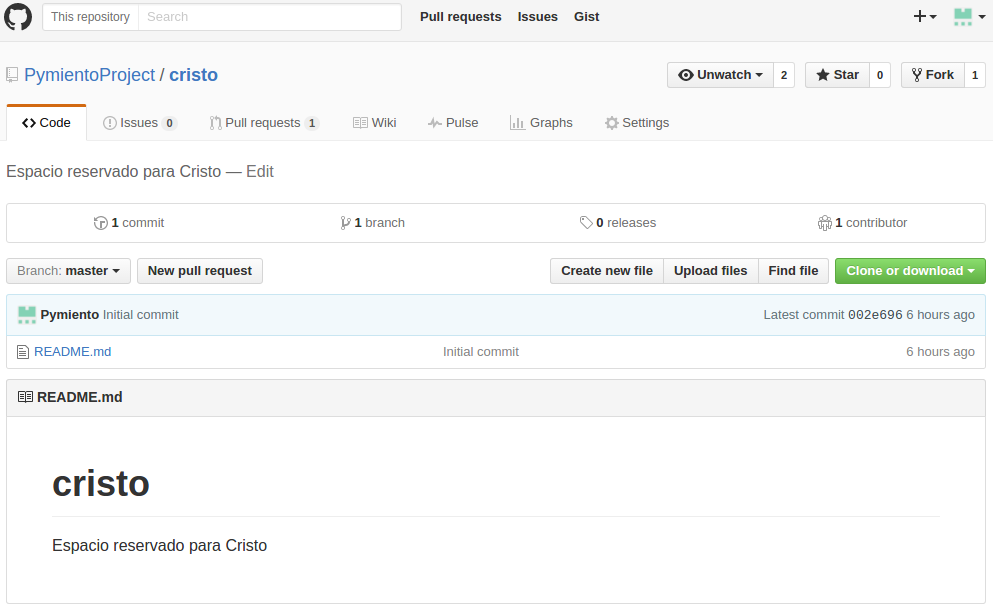 This repository Search Pull requests Issues Gist
PymientoProject / cristo Unwatch 2 Star 0 Fork 1
Code Issues 0 Pull requests 1 Wiki Pulse Graphs Settings
Espacio reservado para Cristo — Edit
1 commit 1 branch 0 releases 1 contributor
Branch: master New pull request Create new file Upload files Find file Clone or download
Pymiento Initial commit Latest commit 002e696 6 hours ago
README.md Initial commit 6 hours ago
README.md
cristo
Espacio reservado para Cristo